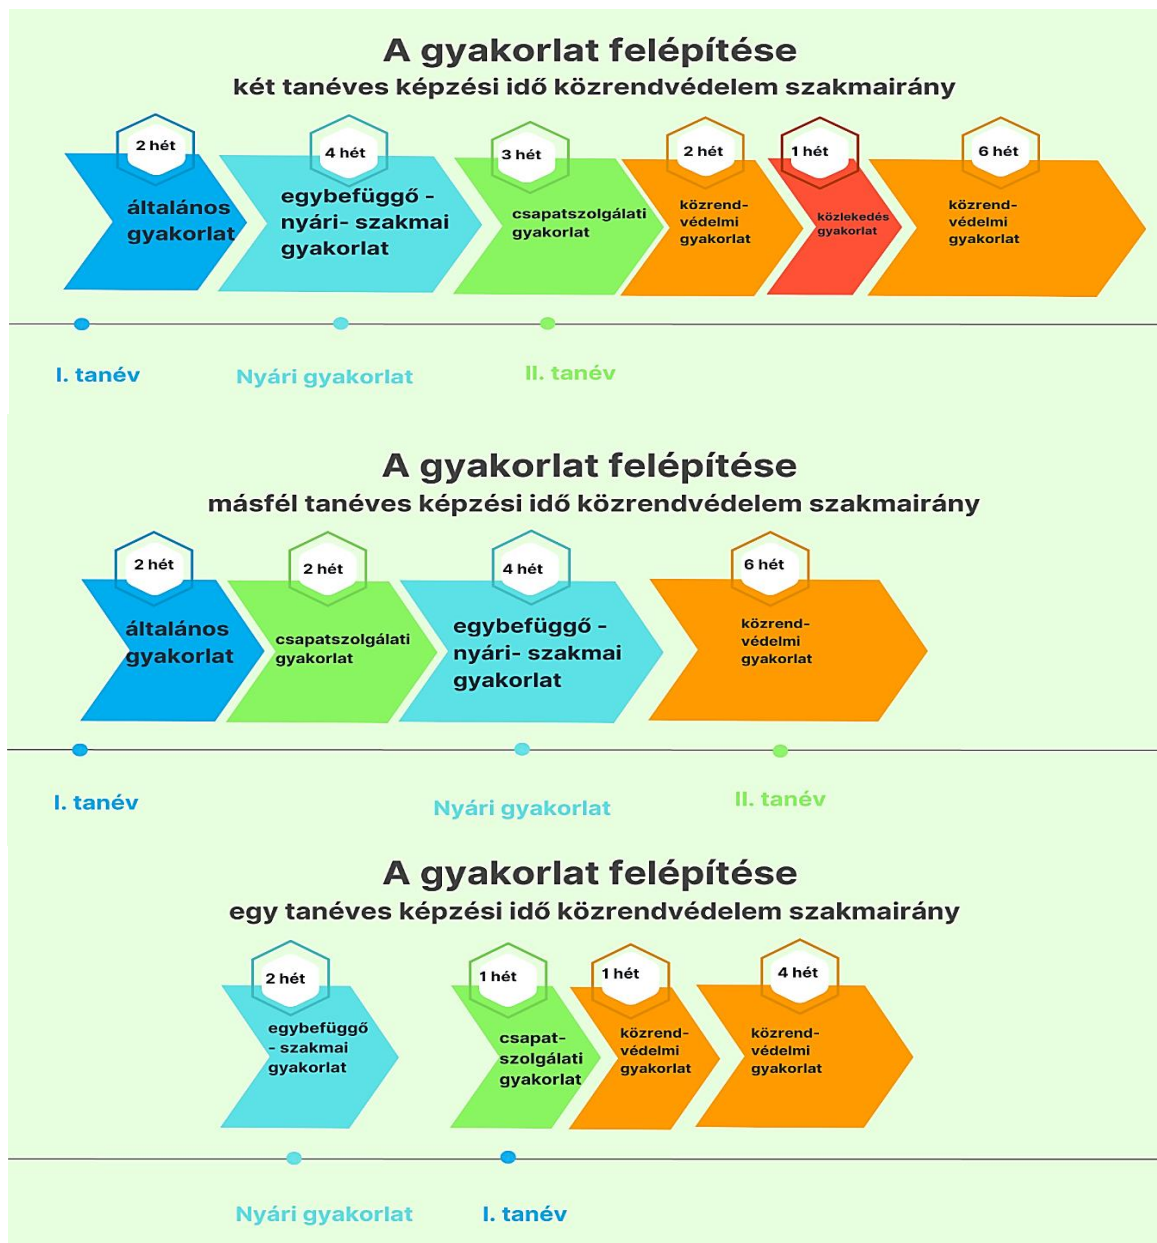 A gyakorlat felépítése
két tanéves képzési idő közrendvédelem szakmairány
2 hét
4 hét
3 hét
2 hét
1 hét
6 hét
általános
gyakorlat
egybefüggő -
nyári- szakmai
gyakorlat
csapatszolgálati
gyakorlat
közrend-
védelmi
gyakorlat
közlekedés
gyakorlat
közrend-
védelmi
gyakorlat
I. tanév
Nyári gyakorlat
II. tanév
A gyakorlat felépítése
másfél tanéves képzési idő közrendvédelem szakmairány
2 hét
2 hét
4 hét
6 hét
általános
gyakorlat
csapatszolgálati
gyakorlat
egybefüggő -
nyári- szakmai
gyakorlat
közrend-
védelmi
gyakorlat
I. tanév
Nyári gyakorlat
II. tanév
A gyakorlat felépítése
egy tanéves képzési idő közrendvédelem szakmairány
2 hét
1 hét
1 hét
4 hét
egybefüggő
- szakmai
gyakorlat
csapat-
szolgálati
gyakorlat
közrend-
védelmi
gyakorlat
közrend-
védelmi
gyakorlat
Nyári gyakorlat
I. tanév